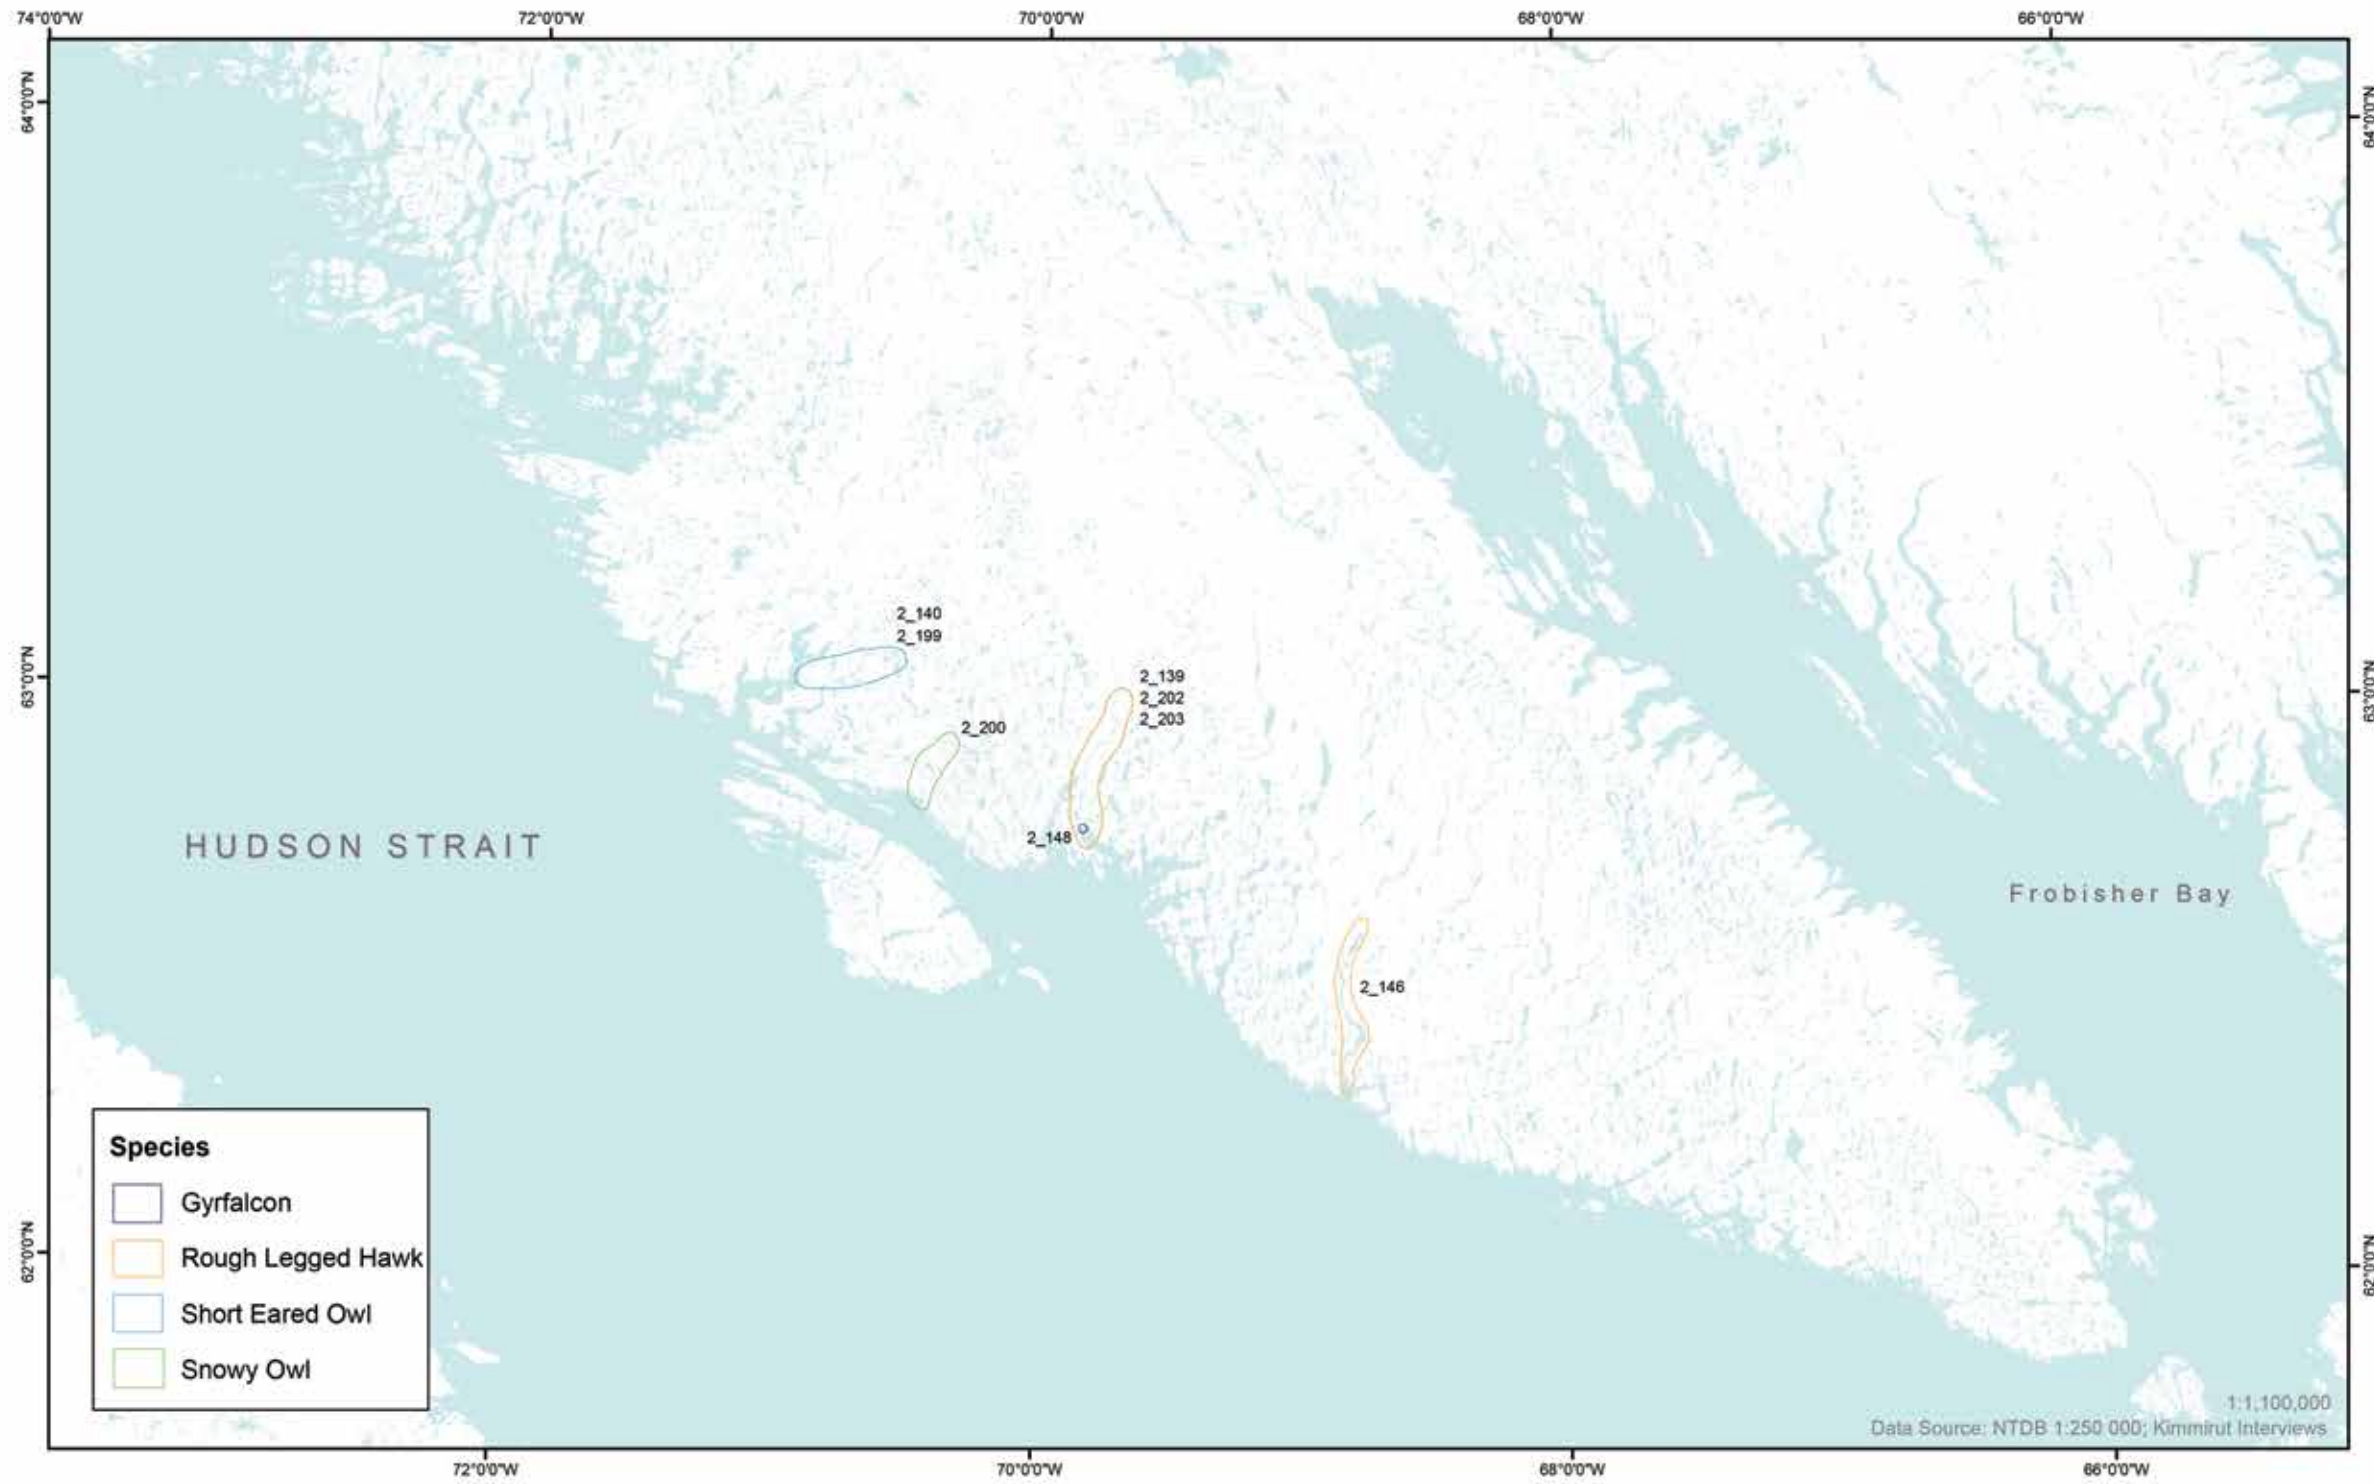 74°0'0"W
72°0'0"W
70°0'0"W
68°0'0"W
66°0'0"W
64°0'0"N
64°0'0"N
2_140
2_199
63°0'0"N
2_139
63°0'0"N
2_202
2_203
2_200
2_148
HUDSON STRAIT
Frobisher Bay
2_146
Species
Gyrfalcon
Rough Legged Hawk
62°0'0"N
62°0'0"N
Short Eared Owl
Snowy Owl
1:1,100,000
Data Source: NTDB 1:250 000; Kimmirut Interviews
72°0'0"W
70°0'0"W
68°0'0"W
66°0'0"W